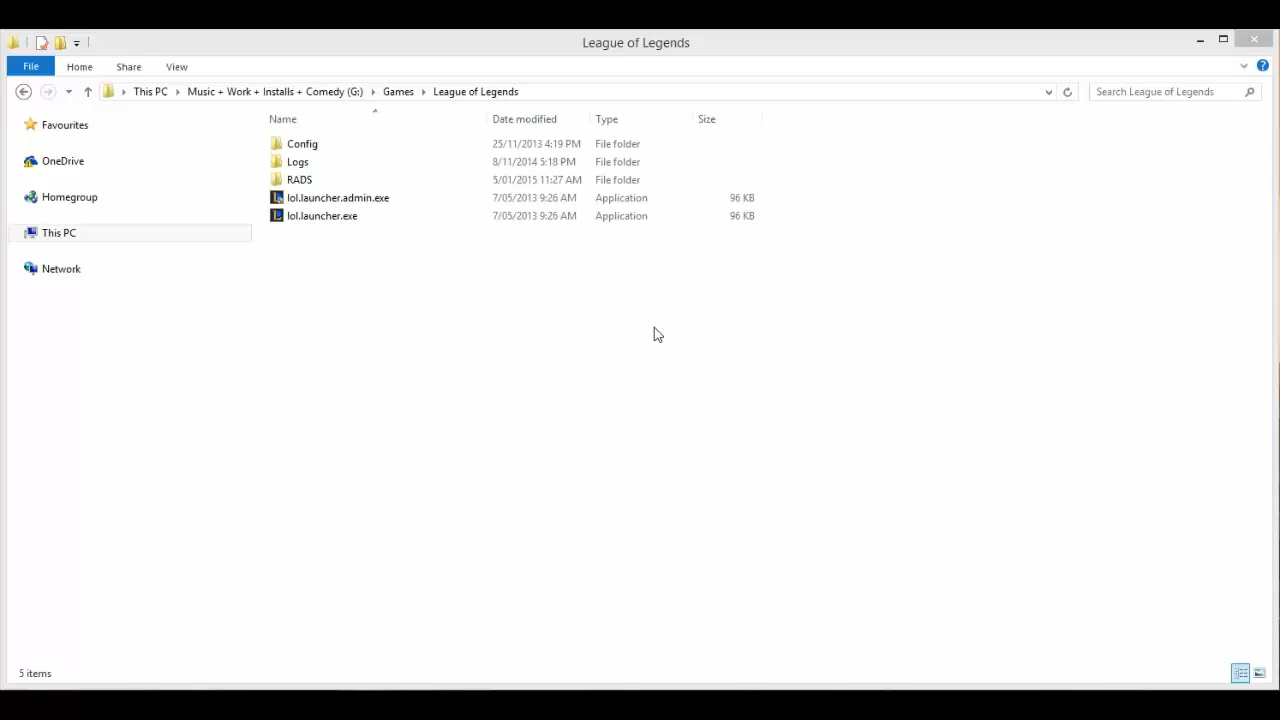 League of Legends
File Home Share View
This PC Music + Work + Installs + Comedy (G:) Games League of Legends Search League of Legends
Favourites
OneDrive
Homegroup
This PC
Network
Name Date modified Type Size
Config 25/11/2013 4:19 PM File folder
Logs 8/11/2014 5:18 PM File folder
RADS 5/01/2015 11:27 AM File folder
lol.launcher.admin.exe 7/05/2013 9:26 AM Application 96 KB
lol.launcher.exe 7/05/2013 9:26 AM Application 96 KB
5 items